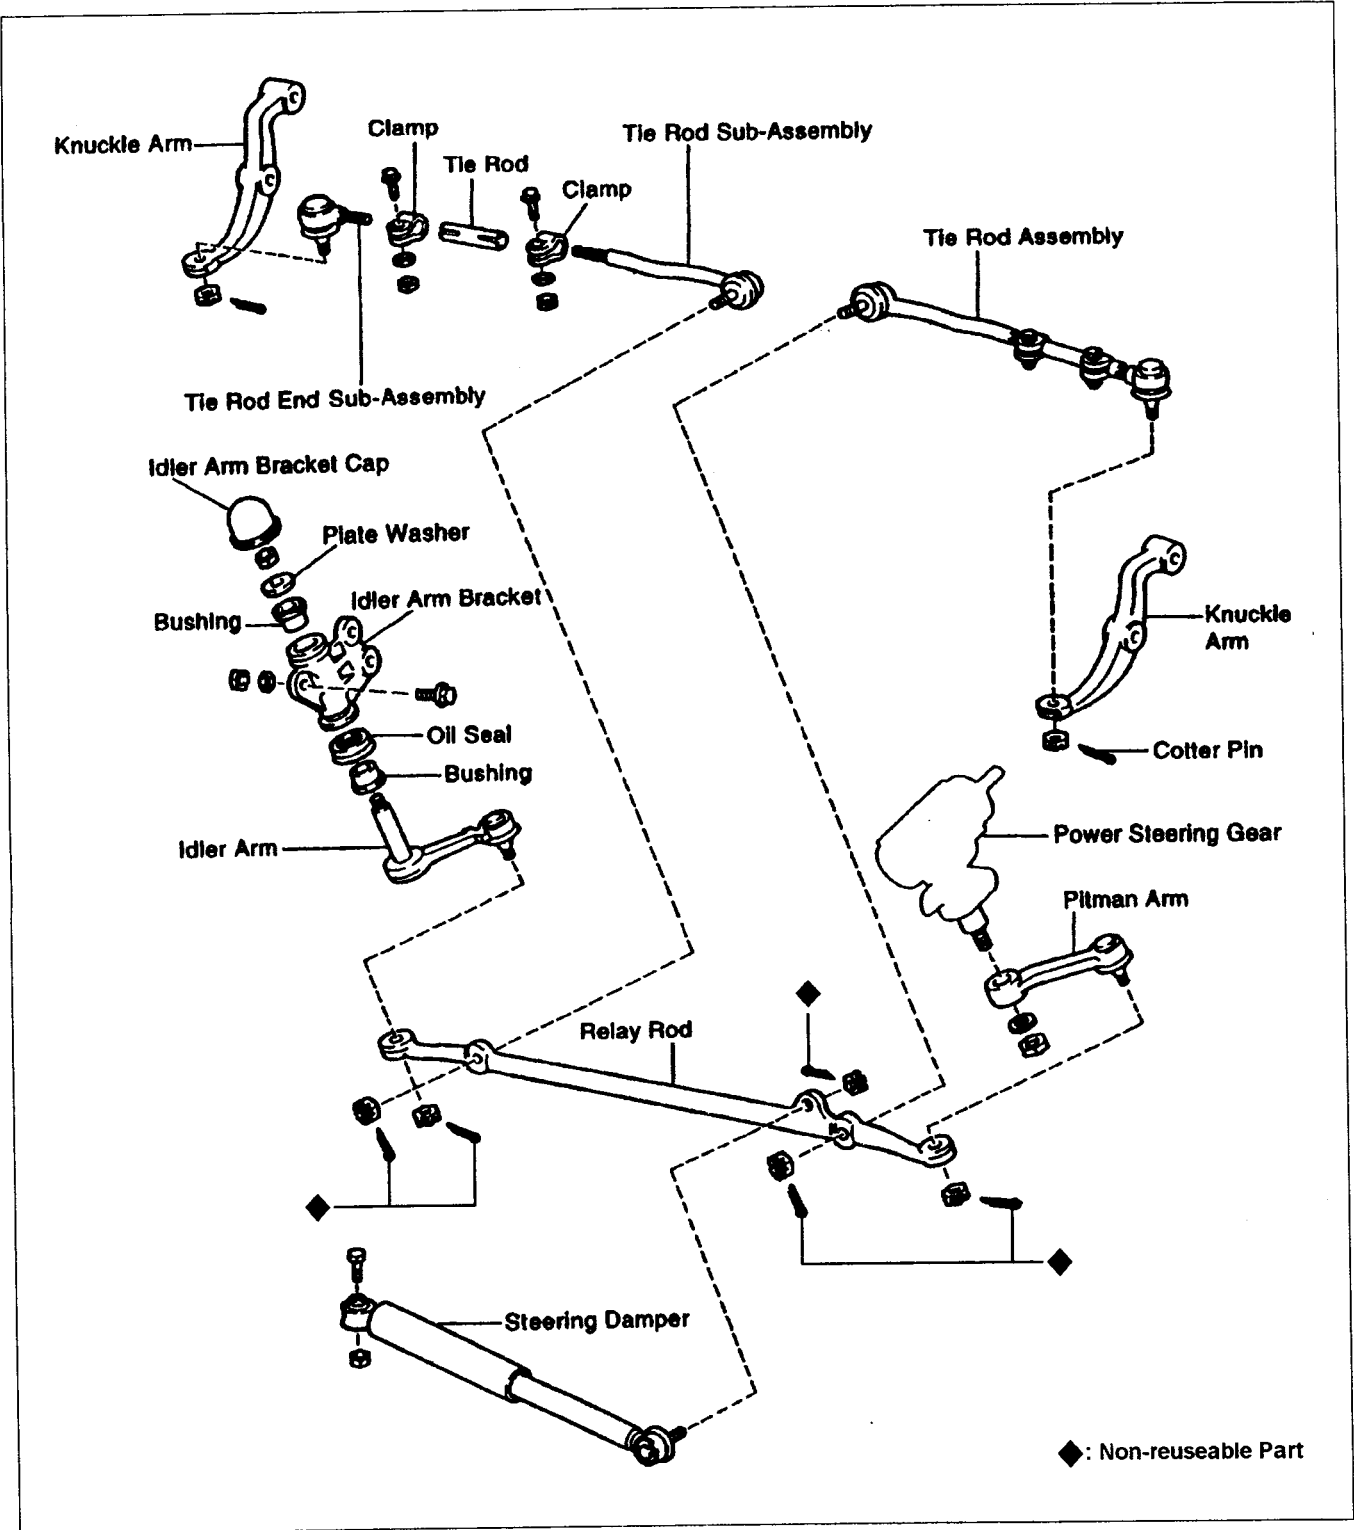 Knuckle Arm
Clamp
Tie Rod
Clamp
Tie Rod Sub-Assembly
Tie Rod Assembly
Tie Rod End Sub-Assembly
Idler Arm Bracket Cap
Plate Washer
Idler Arm Bracket
Bushing
Knuckle
Arm
Oil Seal
Cotter Pin
Bushing
Power Steering Gear
Idler Arm
Pitman Arm
Relay Rod
Steering Damper
◆: Non-reuseable Part